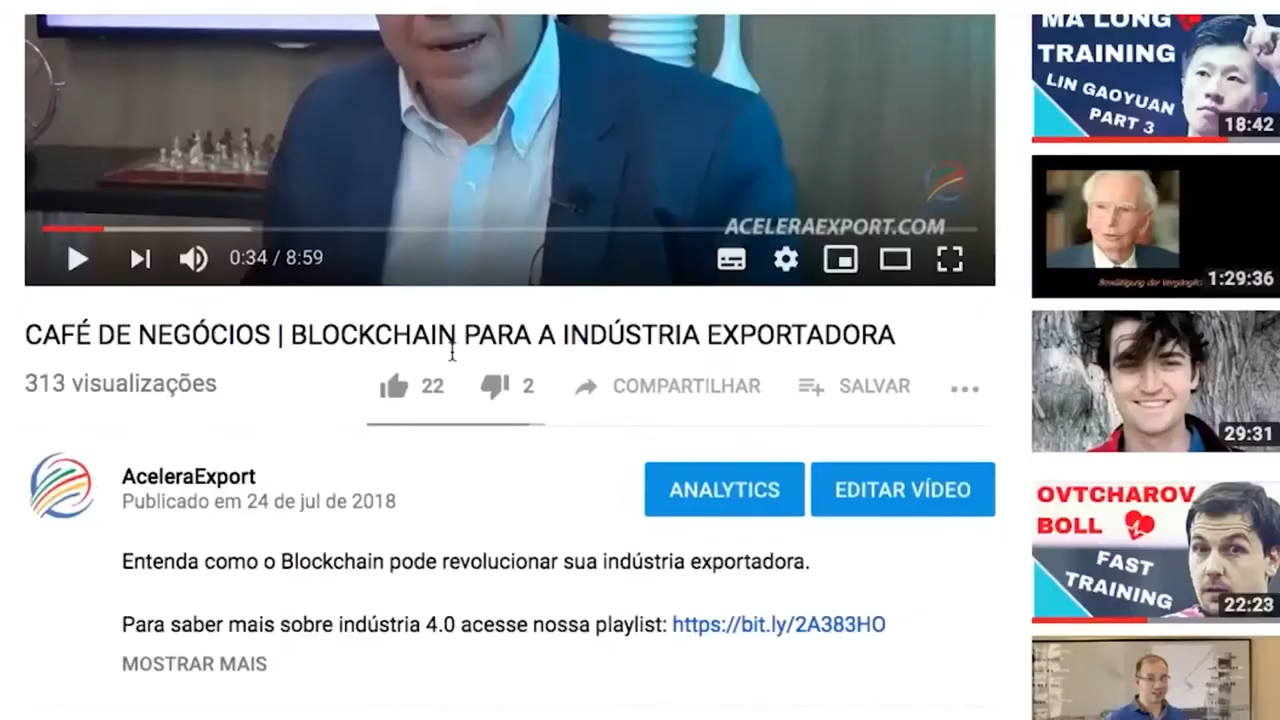 ACELERAEXPORT.COM
0:34 / 8:59
CAFÉ DE NEGÓCIOS | BLOCKCHAIN PARA A INDÚSTRIA EXPORTADORA
313 visualizações
22
2
COMPARTILHAR
SALVAR
AceleraExport
Publicado em 24 de jul de 2018
ANALYTICS
EDITAR VÍDEO
Entenda como o Blockchain pode revolucionar sua indústria exportadora.
Para saber mais sobre indústria 4.0 acesse nossa playlist: https://bit.ly/2A383HO
MOSTRAR MAIS
MA LONG
TRAINING
LIN GAOYUAN
PART 3
18:42
1:29:36
29:31
OVTCHAROV
BOLL
FAST
TRAINING
22:23